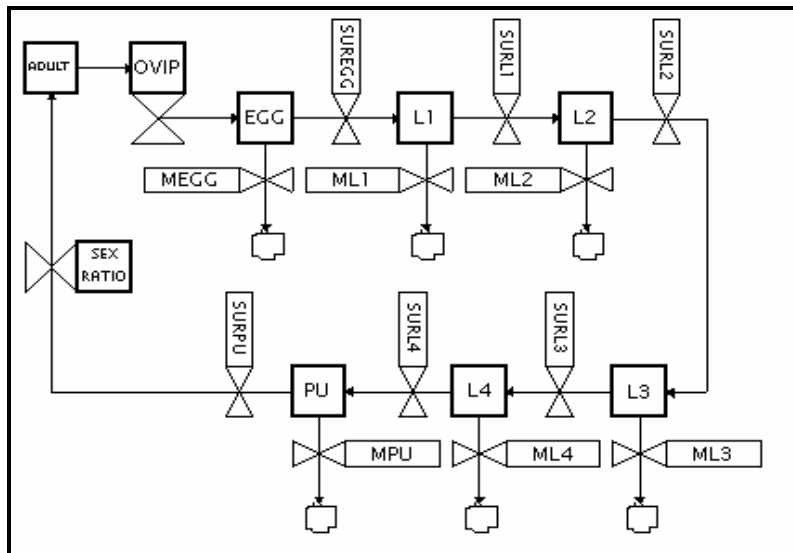 ADULT
OVIP
SUREGG
SURL1
SURL2
EGG
L1
L2
MEGG
ML1
ML2
SEX
RATIO
SURPU
SURL4
SURL3
PU
L4
L3
MPU
ML4
ML3